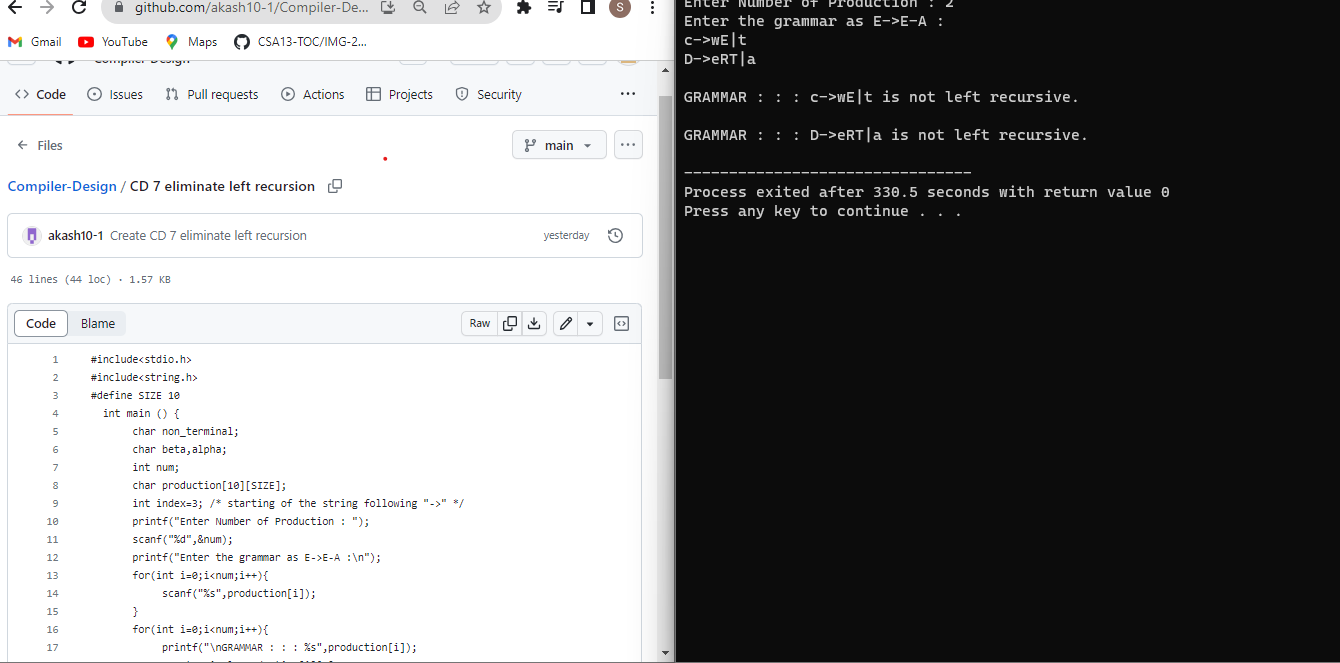 github.com/akash10-1/Compiler-De...
S
Gmail
YouTube
Maps
CSA13-TOC/IMG-2...
Compiler-Design
Code
Issues
Pull requests
Actions
Projects
Security
Files
main
Compiler-Design / CD 7 eliminate left recursion
akash10-1 Create CD 7 eliminate left recursion
yesterday
46 lines (44 loc) · 1.57 KB
Code
Blame
Raw
1 #include<stdio.h>
2 #include<string.h>
3 #define SIZE 10
4 int main () {
5 char non_terminal;
6 char beta,alpha;
7 int num;
8 char production[10][SIZE];
9 int index=3; /* starting of the string following "->" */
10 printf("Enter Number of Production : ");
11 scanf("%d",&num);
12 printf("Enter the grammar as E->E-A :\n");
13 for(int i=0;i<num;i++){
14 scanf("%s",production[i]);
15 }
16 for(int i=0;i<num;i++){
17 printf("\nGRAMMAR : : : %s",production[i]);
Enter Number of Production : 2
Enter the grammar as E->E-A :
c->wE|t
D->eRT|a
GRAMMAR : : : c->wE|t is not left recursive.
GRAMMAR : : : D->eRT|a is not left recursive.
--------------------------------
Process exited after 330.5 seconds with return value 0
Press any key to continue . . .